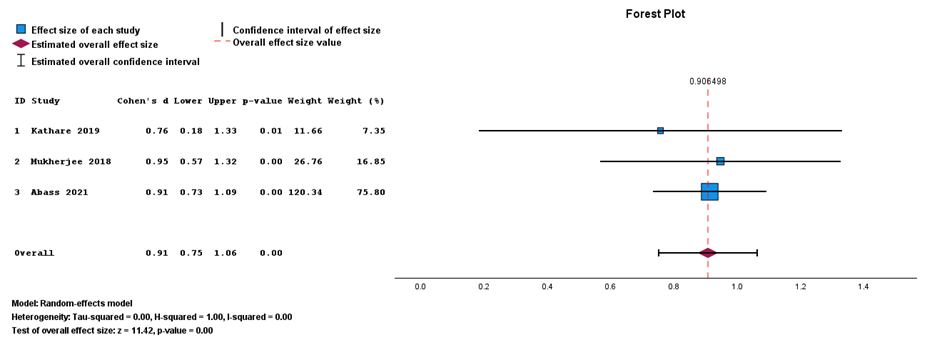 Forest Plot
Effect size of each study
Confidence interval of effect size
Estimated overall effect size
Overall effect size value
Estimated overall confidence interval
0.906498
ID Study Cohen's d Lower Upper p-value Weight Weight (%)
1 Kathare 2019 0.76 0.18 1.33 0.01 11.66 7.35
2 Mukherjee 2018 0.95 0.57 1.32 0.00 26.76 16.85
3 Abass 2021 0.91 0.73 1.09 0.00 120.34 75.80
Overall 0.91 0.75 1.06 0.00
0.0 0.2 0.4 0.6 0.8 1.0 1.2 1.4
Model: Random-effects model
Heterogeneity: Tau-squared = 0.00, H-squared = 1.00, I-squared = 0.00
Test of overall effect size: z = 11.42, p-value = 0.00